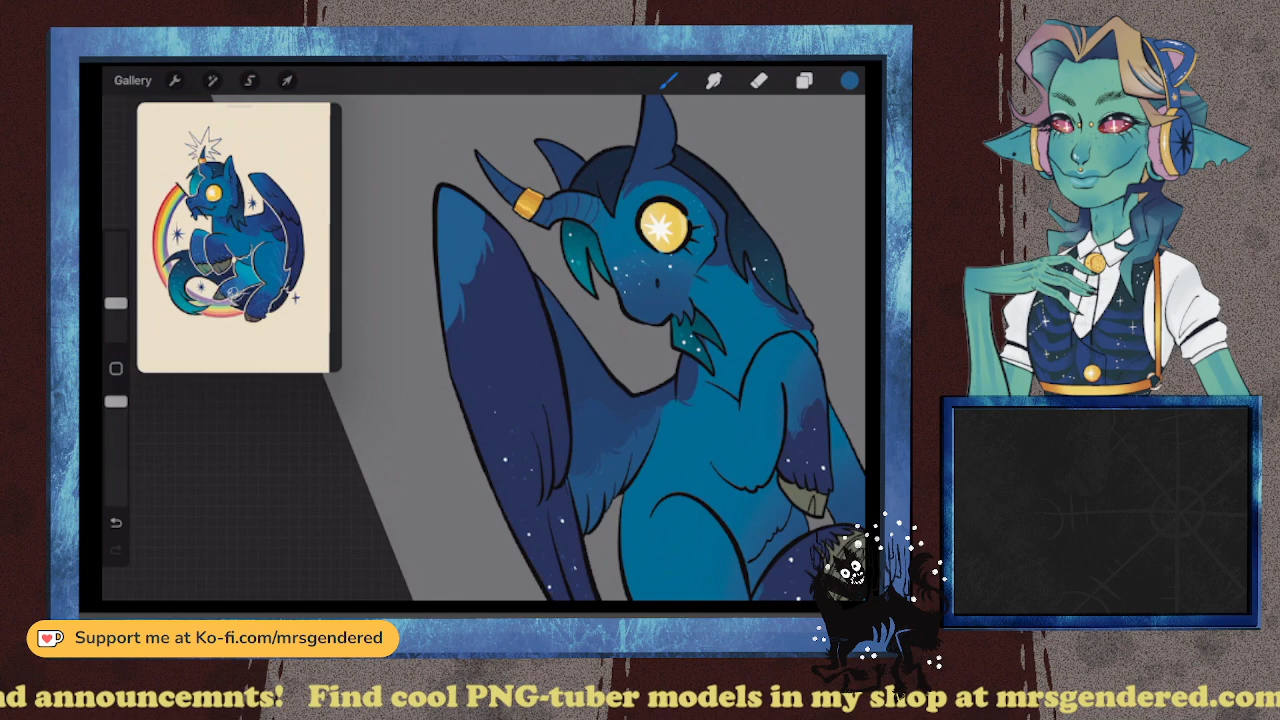 Gallery
Support me at Ko-fi.com/mrsgendered
nd announcemnts! Find cool PNG-tuber models in my shop at mrsgendered.com